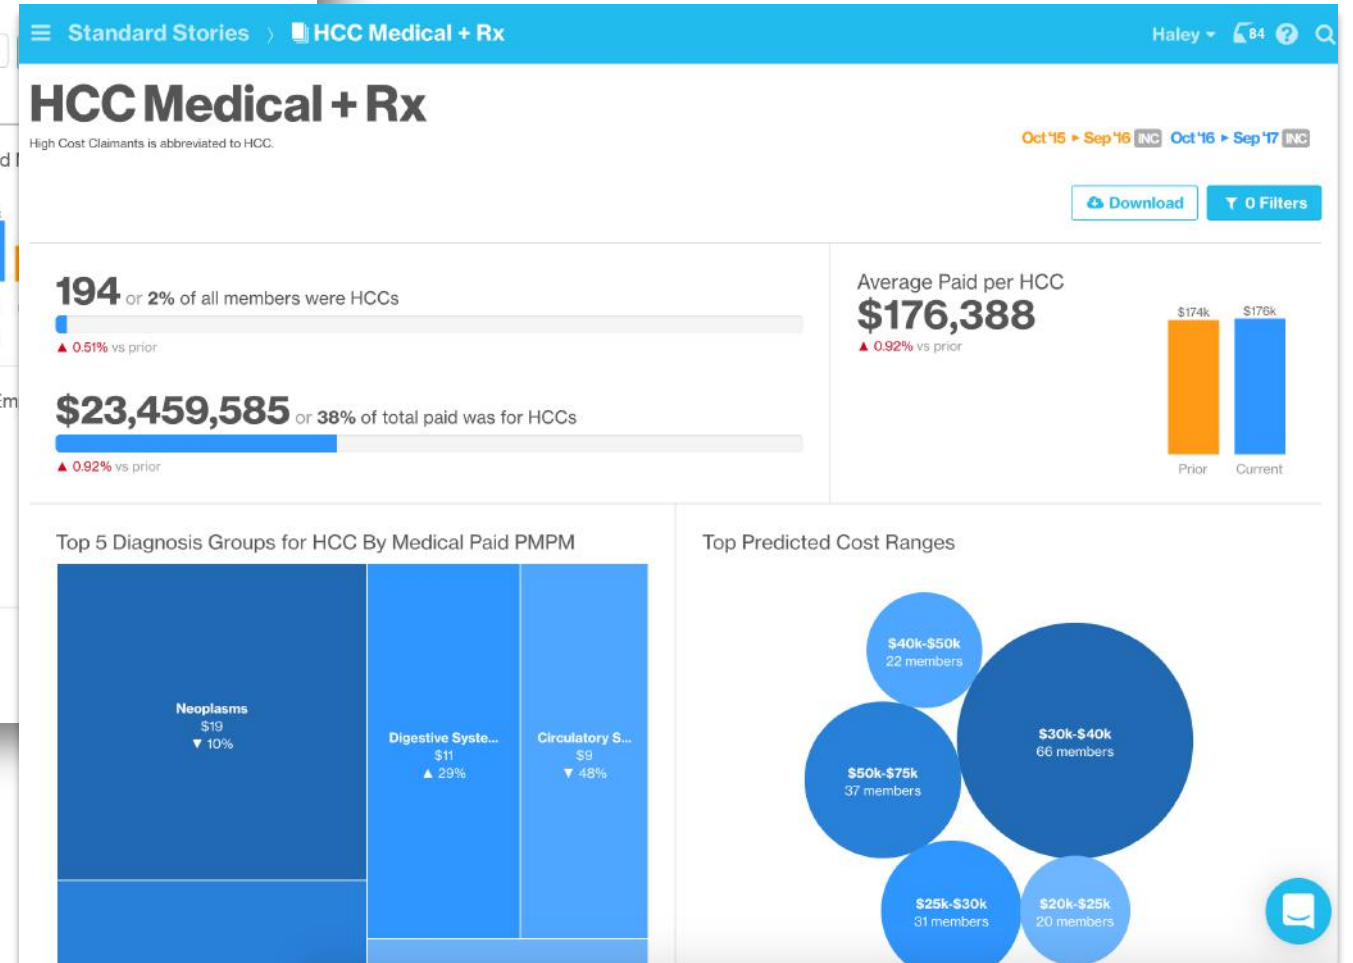 Standard Stories 〉 HCC Medical + Rx
Haley 84 ?
HCC Medical + Rx
High Cost Claimants is abbreviated to HCC.
Oct '15 ▸ Sep '16 INC Oct '16 ▸ Sep '17 INC
Download
0 Filters
194 or 2% of all members were HCCs
▲ 0.51% vs prior
$23,459,585 or 38% of total paid was for HCCs
▲ 0.92% vs prior
Average Paid per HCC
$176,388
▲ 0.92% vs prior
$174k $176k
Prior Current
Top 5 Diagnosis Groups for HCC By Medical Paid PMPM
Neoplasms
$19
▼ 10%
Digestive Syste...
$11
▲ 29%
Circulatory S...
$9
▼ 48%
Top Predicted Cost Ranges
$40k-$50k
22 members
$30k-$40k
66 members
$50k-$75k
37 members
$25k-$30k
31 members
$20k-$25k
20 members